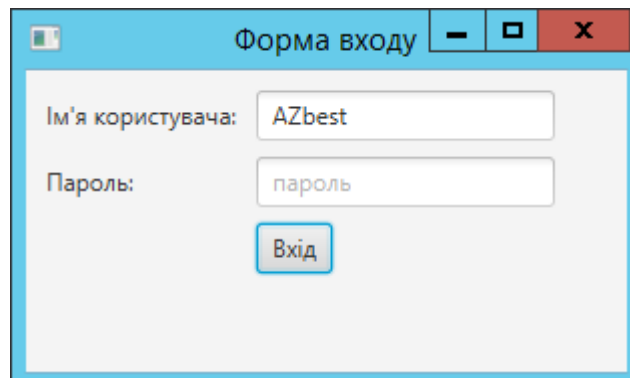 Форма входу
Ім'я користувача: AZbest
Пароль: пароль
Вхід